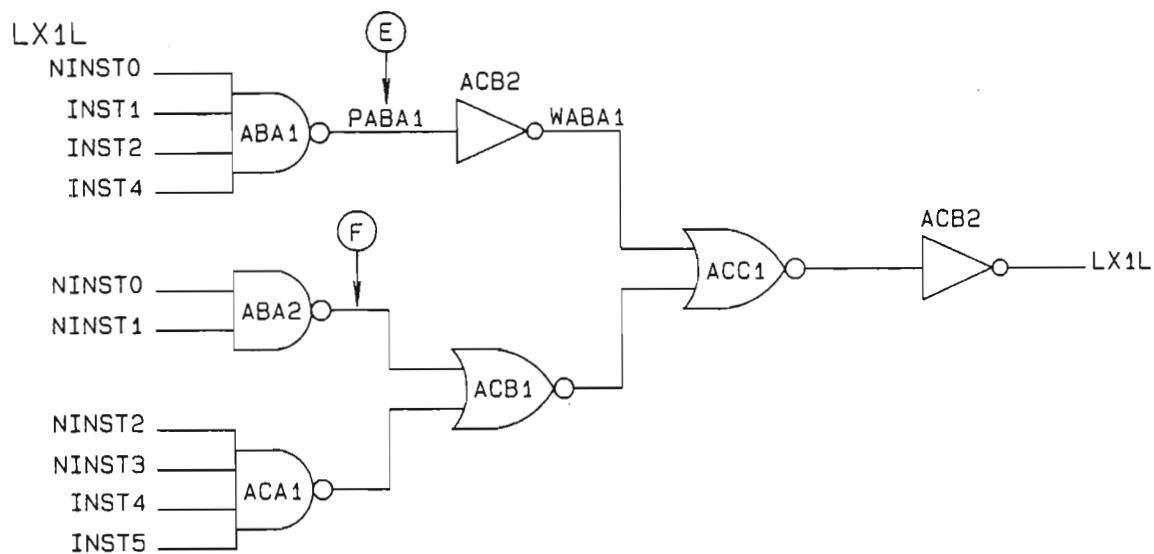 LX1L
E
NINST0
ACB2
INST1
ABA1
PABA1
WABA1
INST2
INST4
F
ACB2
NINST0
ABA2
ACC1
LX1L
NINST1
ACB1
NINST2
NINST3
ACA1
INST4
INST5